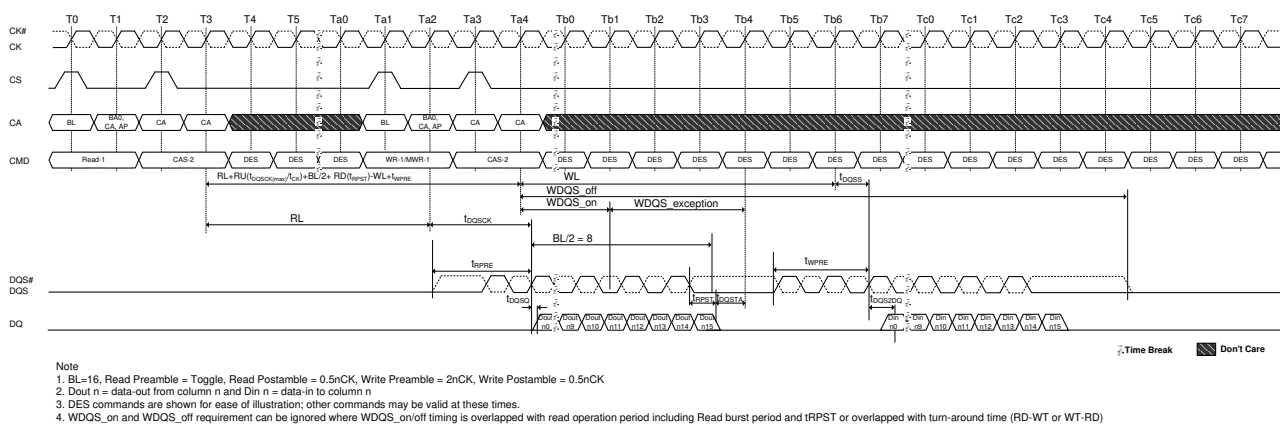 T0 T1 T2 T3 T4 T5 Ta0 Ta1 Ta2 Ta3 Ta4 Tb0 Tb1 Tb2 Tb3 Tb4 Tb5 Tb6 Tb7 Tc0 Tc1 Tc2 Tc3 Tc4 Tc5 Tc6 Tc7
CK#
CK
CS
CA BL BA0, CA, AP CA CA BL BA0, CA, AP CA CA
CMD Read-1 CAS-2 DES DES DES WR-1/MWR-1 CAS-2 DES DES DES DES DES DES DES DES DES DES DES DES DES DES DES DES
RL+RU(tDQSCK(max)/tCK)+BL/2+ RD(tRPST)-WL+tWPRE WL tDQSS
WDQS_off
WDQS_on WDQS_exception
RL tDQSCK
BL/2 = 8
tRPRE tWPRE
DQS#
DQS
tDQSQ tRPST tDQSTA tDQS2DQ
DQ Dout n0 Dout n9 Dout n10 Dout n11 Dout n12 Dout n13 Dout n14 Dout n15 Din n0 Din n9 Din n10 Din n11 Din n12 Din n13 Din n14 Din n15
Time Break Don't Care
Note
1. BL=16, Read Preamble = Toggle, Read Postamble = 0.5nCK, Write Preamble = 2nCK, Write Postamble = 0.5nCK
2. Dout n = data-out from column n and Din n = data-in to column n
3. DES commands are shown for ease of illustration; other commands may be valid at these times.
4. WDQS_on and WDQS_off requirement can be ignored where WDQS_on/off timing is overlapped with read operation period including Read burst period and tRPST or overlapped with turn-around time (RD-WT or WT-RD)